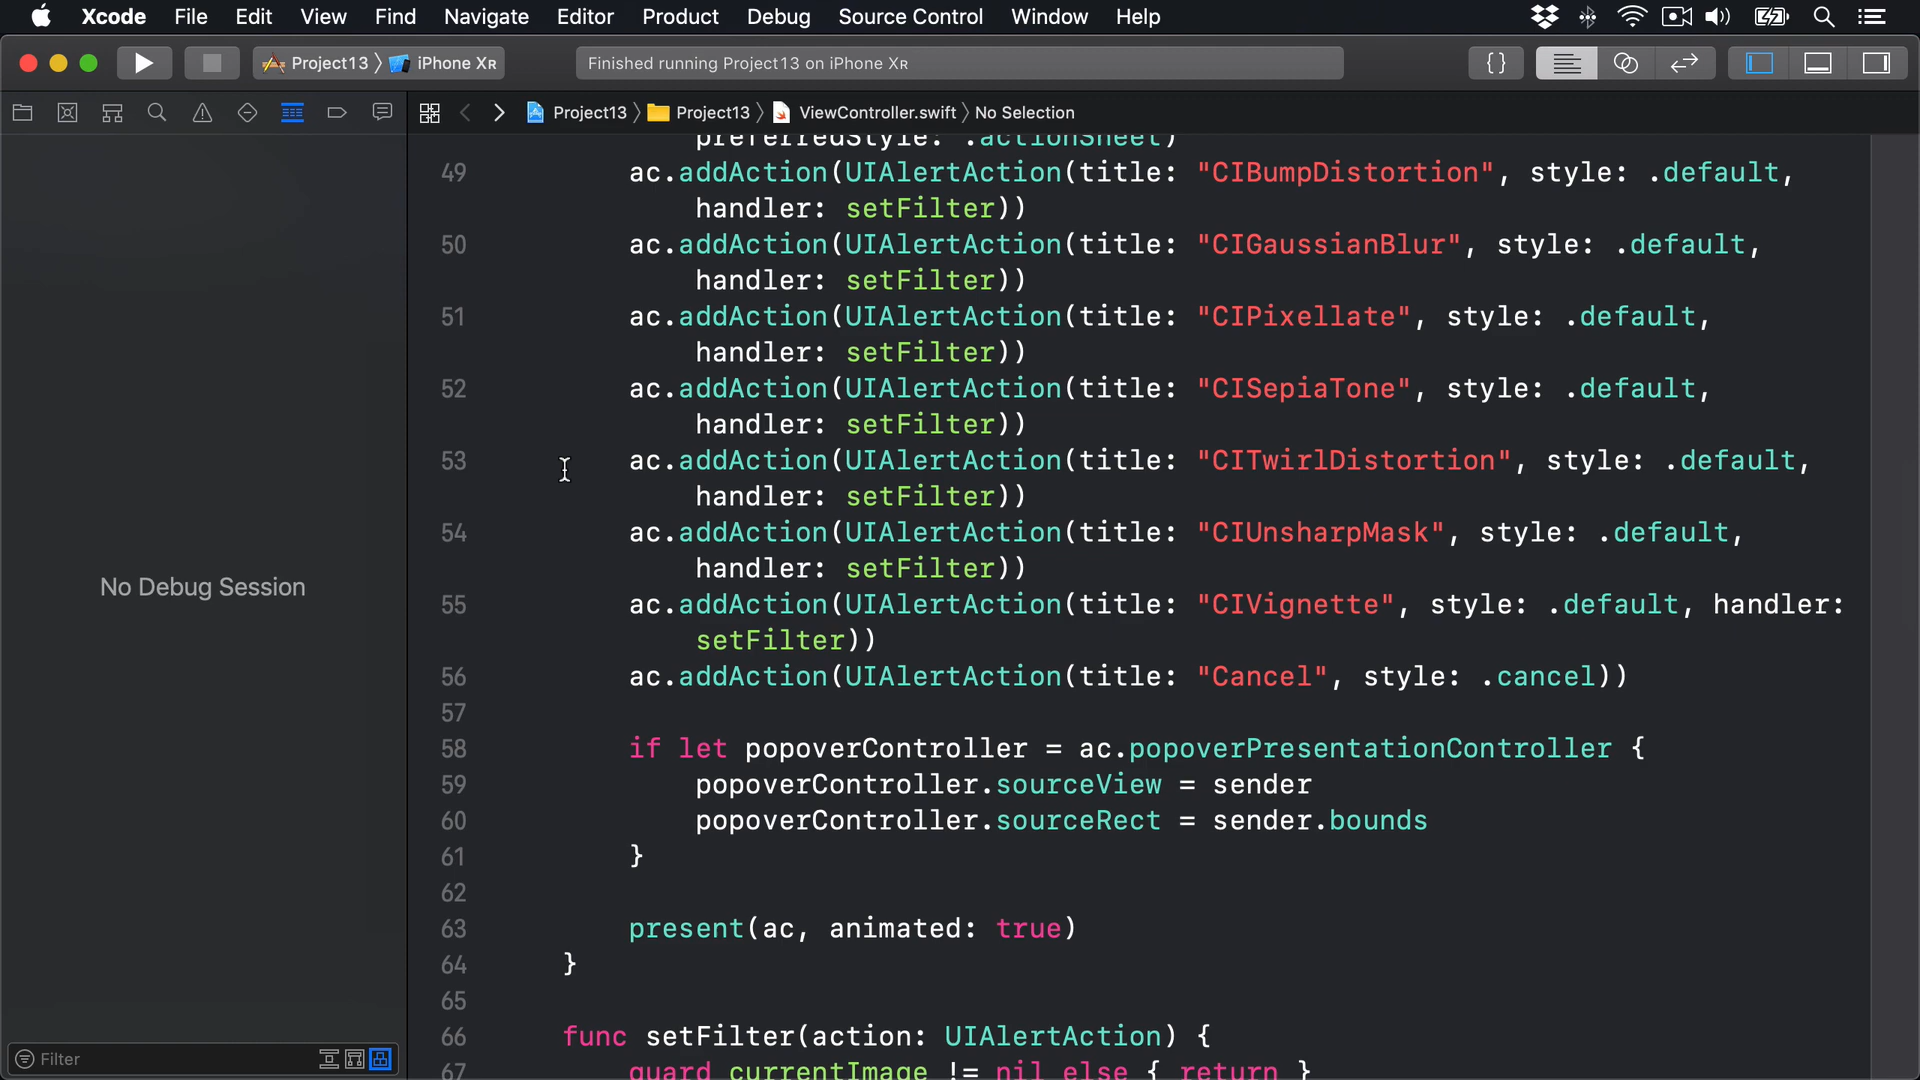 Xcode File Edit View Find Navigate Editor Product Debug Source Control Window Help
Project13 iPhone XR
Finished running Project13 on iPhone XR
Project13 Project13 ViewController.swift No Selection
preferredStyle: .actionSheet)
49 ac.addAction(UIAlertAction(title: "CIBumpDistortion", style: .default,
handler: setFilter))
50 ac.addAction(UIAlertAction(title: "CIGaussianBlur", style: .default,
handler: setFilter))
51 ac.addAction(UIAlertAction(title: "CIPixellate", style: .default,
handler: setFilter))
52 ac.addAction(UIAlertAction(title: "CISepiaTone", style: .default,
handler: setFilter))
53 ac.addAction(UIAlertAction(title: "CITwirlDistortion", style: .default,
handler: setFilter))
54 ac.addAction(UIAlertAction(title: "CIUnsharpMask", style: .default,
handler: setFilter))
55 ac.addAction(UIAlertAction(title: "CIVignette", style: .default, handler:
setFilter))
56 ac.addAction(UIAlertAction(title: "Cancel", style: .cancel))
57
58 if let popoverController = ac.popoverPresentationController {
59 popoverController.sourceView = sender
60 popoverController.sourceRect = sender.bounds
61 }
62
63 present(ac, animated: true)
64 }
65
66 func setFilter(action: UIAlertAction) {
67 guard currentImage != nil else { return }
No Debug Session
Filter